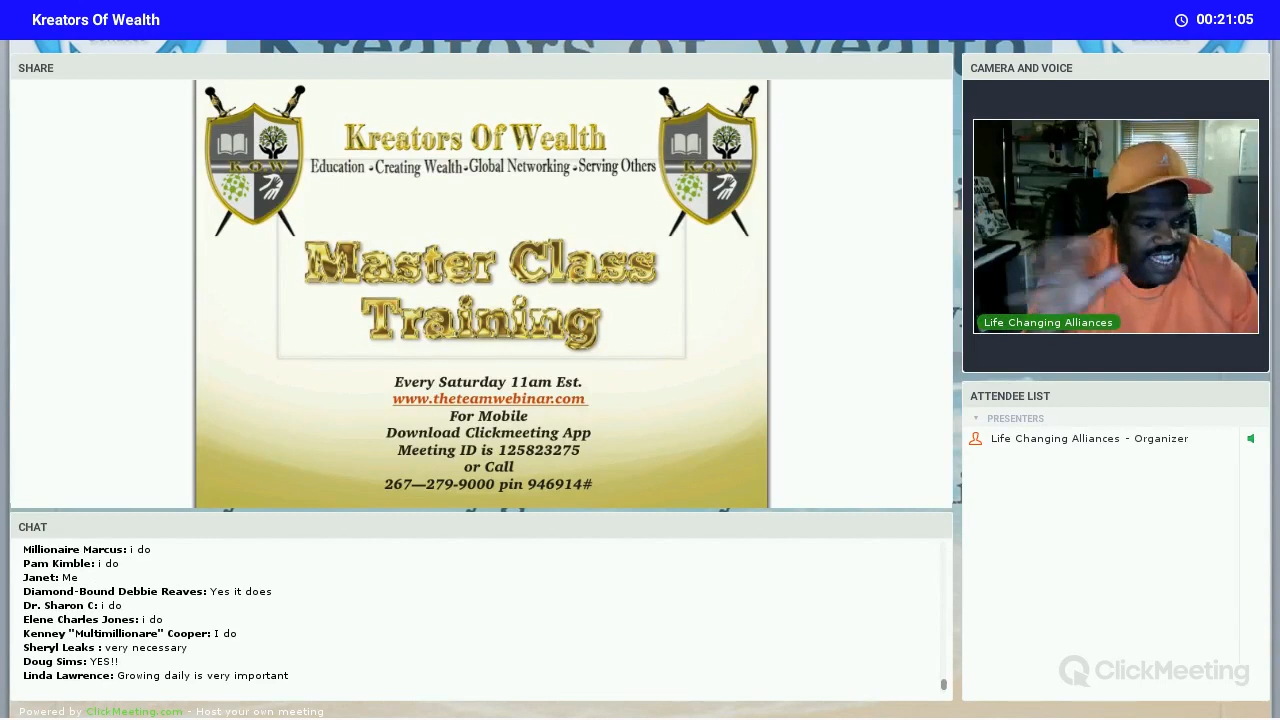 Kreators Of Wealth
00:21:05
Kreators of Wealth
SHARE
CAMERA AND VOICE
Kreators Of Wealth
Education - Creating Wealth - Global Networking - Serving Others
K.O.W
K.O.W
Master Class
Training
Every Saturday 11am Est.
www.theteamwebinar.com
For Mobile
Download Clickmeeting App
Meeting ID is 125823275
or Call
267—279-9000 pin 946914#
Life Changing Alliances
ATTENDEE LIST
PRESENTERS
Life Changing Alliances - Organizer
CHAT
Millionaire Marcus: i do
Pam Kimble: i do
Janet: Me
Diamond-Bound Debbie Reaves: Yes it does
Dr. Sharon C: i do
Elene Charles Jones: i do
Kenney "Multimillionare" Cooper: I do
Sheryl Leaks : very necessary
Doug Sims: YES!!
Linda Lawrence: Growing daily is very important
ClickMeeting
Powered by ClickMeeting.com - Host your own meeting